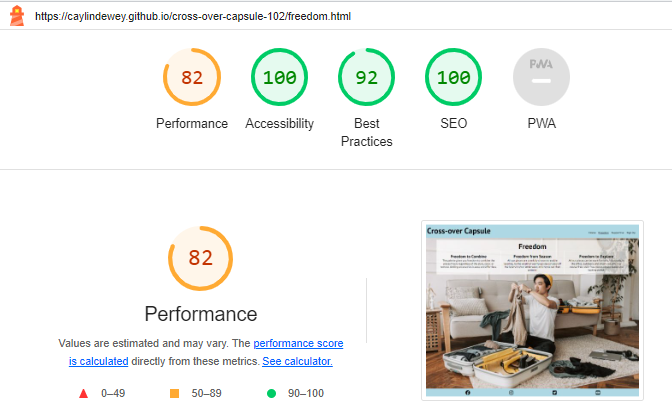 https://caylindewey.github.io/cross-over-capsule-102/freedom.html
82
100
92
100
PWA
Performance
Accessibility
Best
Practices
SEO
PWA
82
Performance
Values are estimated and may vary. The performance score
is calculated directly from these metrics. See calculator.
0–49
50–89
90–100
Cross-over Capsule
Freedom
Freedom to Combine
Freedom from Season
Freedom to Explore